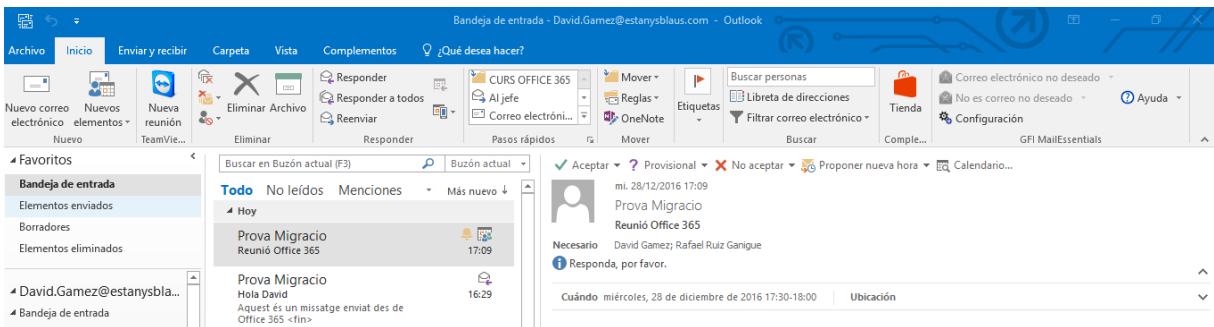 Bandeja de entrada - David.Gamez@estanysblaus.com - Outlook
Archivo Inicio Enviar y recibir Carpeta Vista Complementos ¿Qué desea hacer?
Nuevo correo electrónico
Nuevos elementos
Nuevo
Nueva reunión
TeamVie...
Eliminar Archivo
Eliminar
Responder
Responder a todos
Reenviar
Responder
CURS OFFICE 365
Al jefe
Correo electróni...
Pasos rápidos
Mover
Reglas
OneNote
Mover
Etiquetas
Buscar personas
Libreta de direcciones
Filtrar correo electrónico
Buscar
Tienda
Comple...
Correo electrónico no deseado
No es correo no deseado
Configuración
Ayuda
GFI MailEssentials
Favoritos
Bandeja de entrada
Elementos enviados
Borradores
Elementos eliminados
David.Gamez@estanysbla...
Bandeja de entrada
Buscar en Buzón actual (F3) Buzón actual
Todo No leídos Menciones Más nuevo ↓
Hoy
Prova Migracio
Reunió Office 365 17:09
Prova Migracio
Hola David 16:29
Aquest és un missatge enviat des de
Office 365 <fin>
Aceptar ? Provisional No aceptar Proponer nueva hora Calendario...
mi. 28/12/2016 17:09
Prova Migracio
Reunió Office 365
Necesario David Gamez; Rafael Ruiz Ganigue
Responda, por favor.
Cuándo miércoles, 28 de diciembre de 2016 17:30-18:00 Ubicación